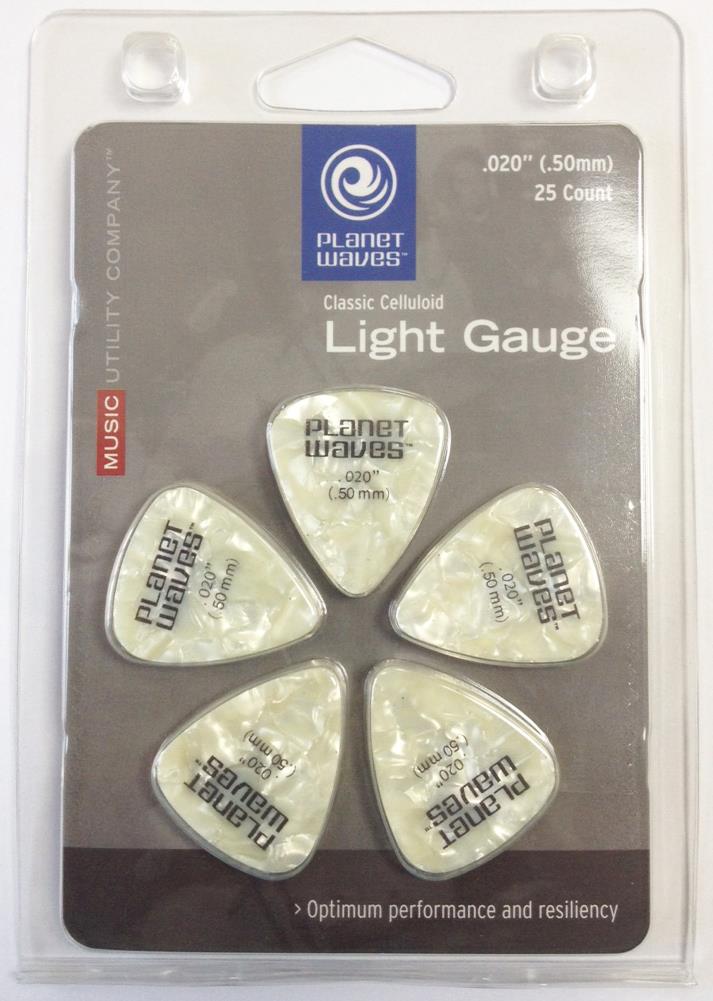 .020” (.50mm)
25 Count
PLANET
WAVES™
Classic Celluloid
Light Gauge
MUSIC UTILITY COMPANY™
PLANET
WAVES™
.020"
(.50 mm)
PLANET
WAVES™
.020"
(.50 mm)
PLANET
WAVES™
.020"
(.50 mm)
PLANET
WAVES™
.020"
(.50 mm)
PLANET
WAVES™
.020"
(.50 mm)
> Optimum performance and resiliency